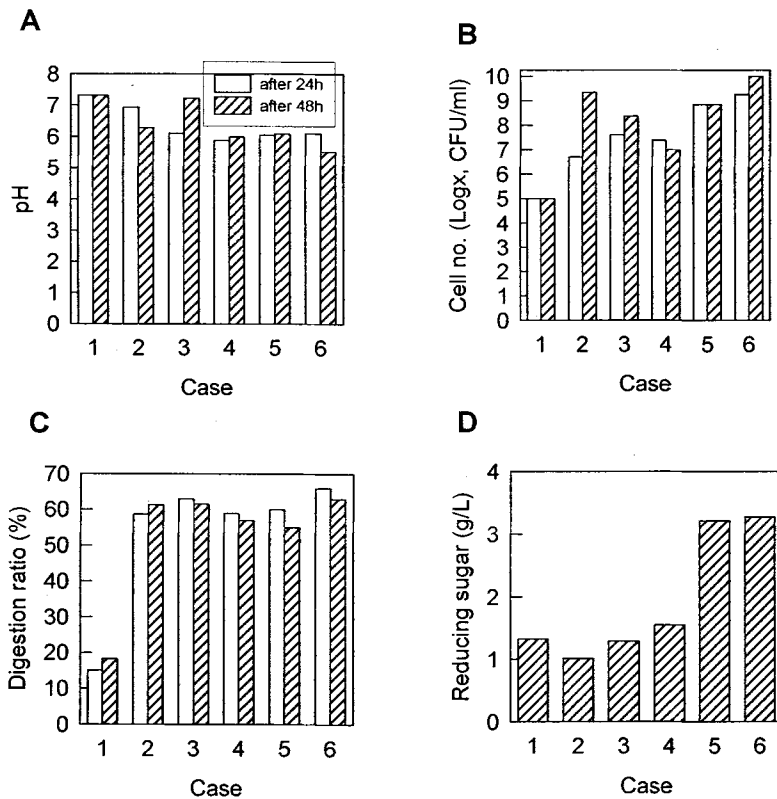 A
after 24h
after 48h
8
7
6
5
4
3
2
1
0
pH
1 2 3 4 5 6
Case
B
10
9
8
7
6
5
4
3
2
1
0
Cell no. (Logx, CFU/ml)
1 2 3 4 5 6
Case
C
70
60
50
40
30
20
10
0
Digestion ratio (%)
1 2 3 4 5 6
Case
D
4
3
2
1
0
Reducing sugar (g/L)
1 2 3 4 5 6
Case